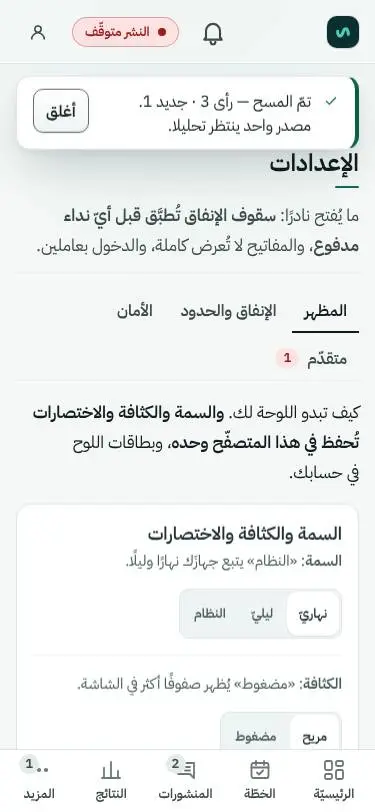 النشر متوقّف
تمّ المسح — رأى 3 · جديد 1.
مصدر واحد ينتظر تحليلا.
أغلق
الإعدادات
ما يُفتح نادرًا: سقوف الإنفاق تُطبَّق قبل أيّ نداء
مدفوع، والمفاتيح لا تُعرض كاملة، والدخول بعاملين.
المظهر
الإنفاق والحدود
الأمان
متقدّم 1
كيف تبدو اللوحة لك. والسمة والكثافة والاختصارات
تُحفظ في هذا المتصفّح وحده، وبطاقات اللوح
في حسابك.
السمة والكثافة والاختصارات
السمة: «النظام» يتبع جهازك نهارًا وليلًا.
نهاريّ
ليليّ
النظام
الكثافة: «مضغوط» يُظهر صفوفًا أكثر في الشاشة.
مريح
مضغوط
الرئيسيّة
الخطّة
2
المنشورات
النتائج
1
المزيد